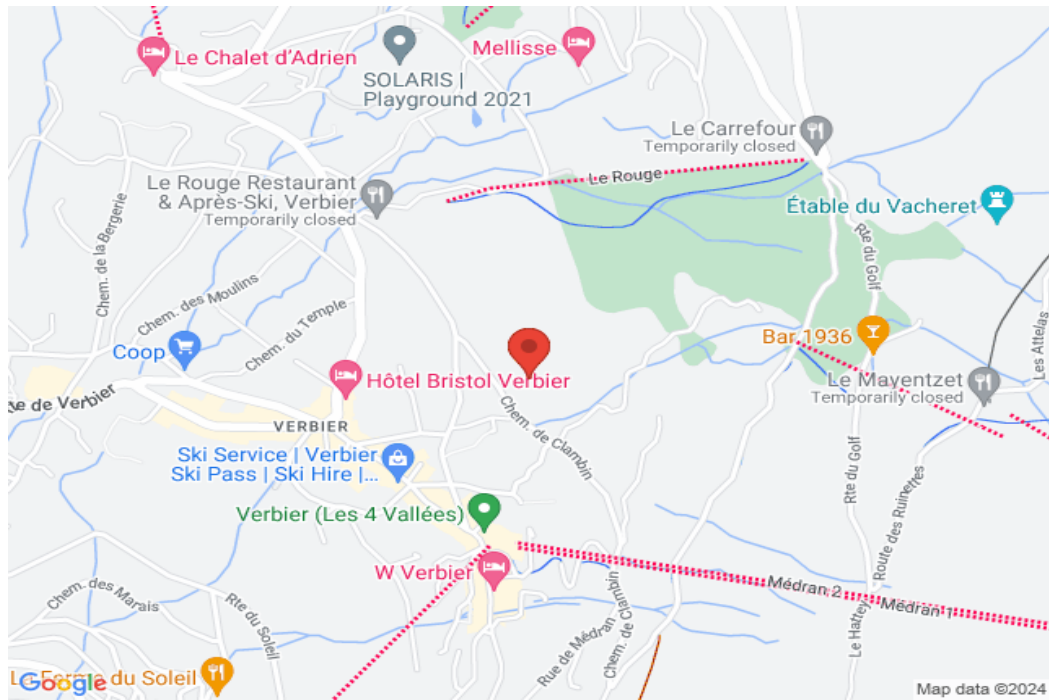 Le Chalet d'Adrien
Mellisse
SOLARIS |
Playground 2021
Le Carrefour
Temporarily closed
Le Rouge
Le Rouge Restaurant
& Après-Ski, Verbier
Temporarily closed
Étable du Vacheret
Chem. de la Bergerie
Rte du Golf
Chem. des Moulins
Chem. du Temple
Coop
Bar 1936
Les Attelas
Hôtel Bristol Verbier
Le Mayentzet
Temporarily closed
e de Verbier
VERBIER
Chem. de Clambin
Ski Service | Verbier
Ski Pass | Ski Hire |...
Rte du Golf
Route des Ruinettes
Verbier (Les 4 Vallées)
W Verbier
Médran 2
Médran 1
Chem. des Marais
Rte du Soleil
Rue de Médran
Chem. de Clambin
Le Hattey
La Ferme du Soleil
Google
Map data ©2024